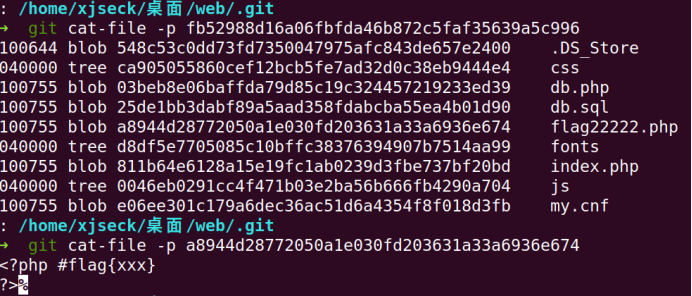 : /home/xjseck/桌面/web/.git
→ git cat-file -p fb52988d16a06fbfda46b872c5faf35639a5c996
100644 blob 548c53c0dd73fd7350047975afc843de657e2400 .DS_Store
040000 tree ca905055860cef12bcb5fe7ad32d0c38eb9444e4 css
100755 blob 03beb8e06baffda79d85c19c324457219233ed39 db.php
100755 blob 25de1bb3dabf89a5aad358fdabcba55ea4b01d90 db.sql
100755 blob a8944d28772050a1e030fd203631a33a6936e674 flag22222.php
040000 tree d8df5e7705085c10bffc38376394907b7514aa99 fonts
100755 blob 811b64e6128a15e19fc1ab0239d3fbe737bf20bd index.php
040000 tree 0046eb0291cc4f471b03e2ba56b666fb4290a704 js
100755 blob e06ee301c179a6dec36ac51d6a4354f8f018d3fb my.cnf
: /home/xjseck/桌面/web/.git
→ git cat-file -p a8944d28772050a1e030fd203631a33a6936e674
<?php #flag{xxx}
?>%